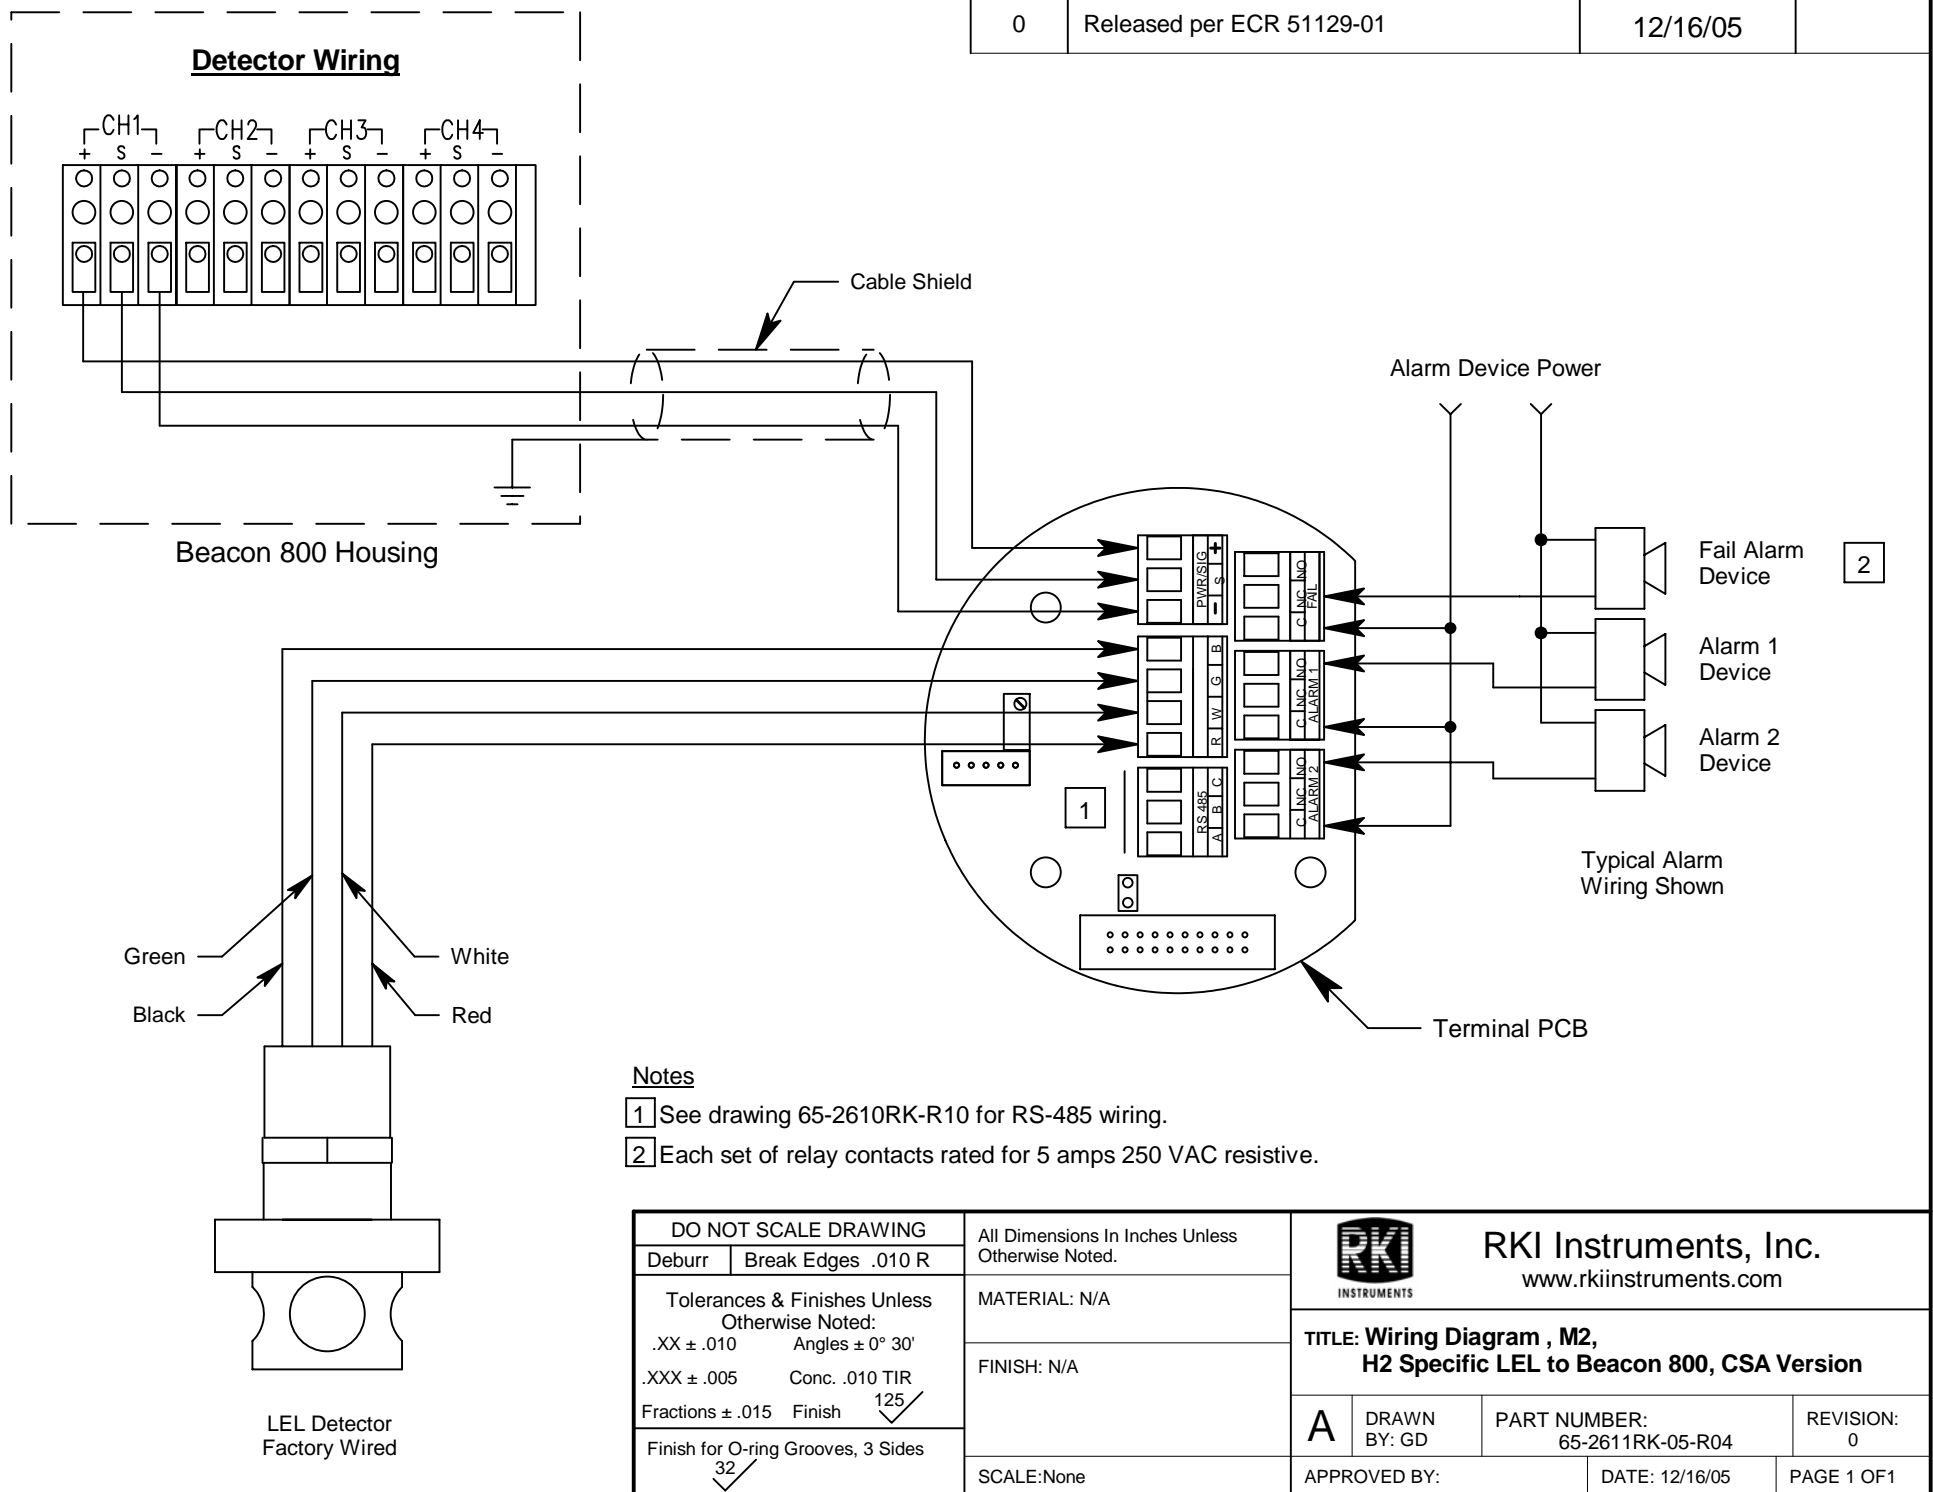 0 Released per ECR 51129-01 12/16/05
Detector Wiring
CH1 CH2 CH3 CH4
+ S - + S - + S - + S -
Cable Shield
Alarm Device Power
Beacon 800 Housing
PWR/SIG
+ S -
NO NC C
FAIL
Fail Alarm
Device
2
B G W R
NO NC C
ALARM 1
Alarm 1
Device
NO NC C
ALARM 2
Alarm 2
Device
1
RS 485
A B C
Typical Alarm
Wiring Shown
Green
White
Black
Red
Terminal PCB
Notes
1 See drawing 65-2610RK-R10 for RS-485 wiring.
2 Each set of relay contacts rated for 5 amps 250 VAC resistive.
LEL Detector
Factory Wired
DO NOT SCALE DRAWING
Deburr Break Edges .010 R
Tolerances & Finishes Unless
Otherwise Noted:
.XX ± .010 Angles ± 0° 30'
.XXX ± .005 Conc. .010 TIR
Fractions ± .015 Finish 125
Finish for O-ring Grooves, 3 Sides
32
All Dimensions In Inches Unless
Otherwise Noted.
MATERIAL: N/A
FINISH: N/A
SCALE:None
RKI
INSTRUMENTS
RKI Instruments, Inc.
www.rkiinstruments.com
TITLE: Wiring Diagram , M2,
H2 Specific LEL to Beacon 800, CSA Version
A
DRAWN
BY: GD
PART NUMBER:
65-2611RK-05-R04
REVISION:
0
APPROVED BY:
DATE: 12/16/05
PAGE 1 OF1